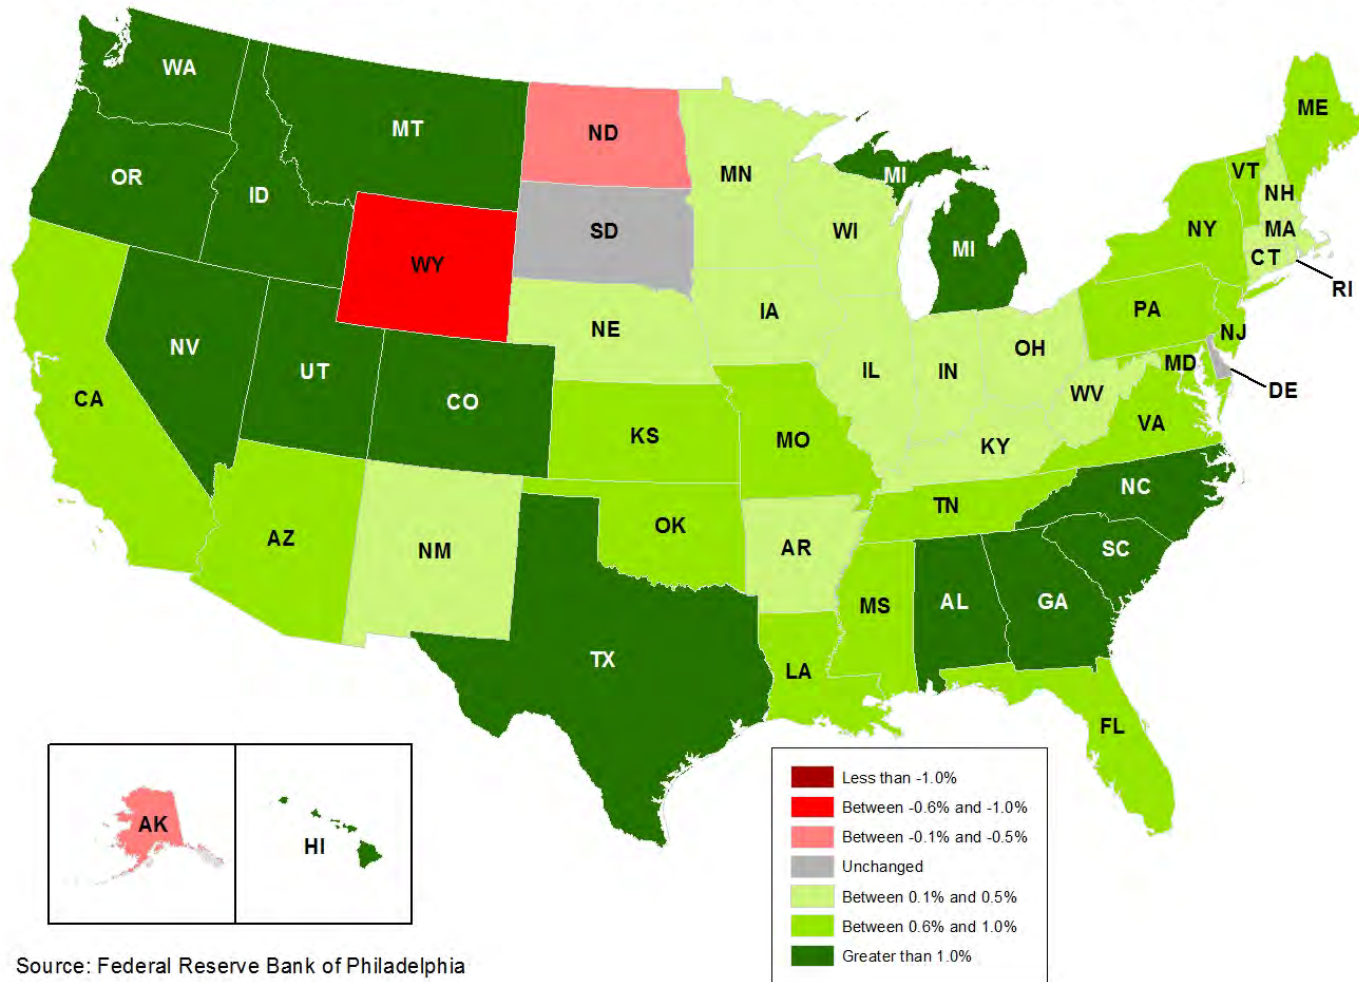 WA
MT
ND
MN
OR
ID
SD
WI
MI
MI
ME
VT
NH
NY
MA
CT
RI
WY
NE
IA
PA
NJ
NV
UT
CO
CA
IL
IN
OH
MD
DE
WV
VA
KS
MO
KY
NC
AZ
NM
OK
AR
TN
SC
MS
AL
GA
TX
LA
FL
AK
HI
Less than -1.0%
Between -0.6% and -1.0%
Between -0.1% and -0.5%
Unchanged
Between 0.1% and 0.5%
Between 0.6% and 1.0%
Greater than 1.0%
Source: Federal Reserve Bank of Philadelphia